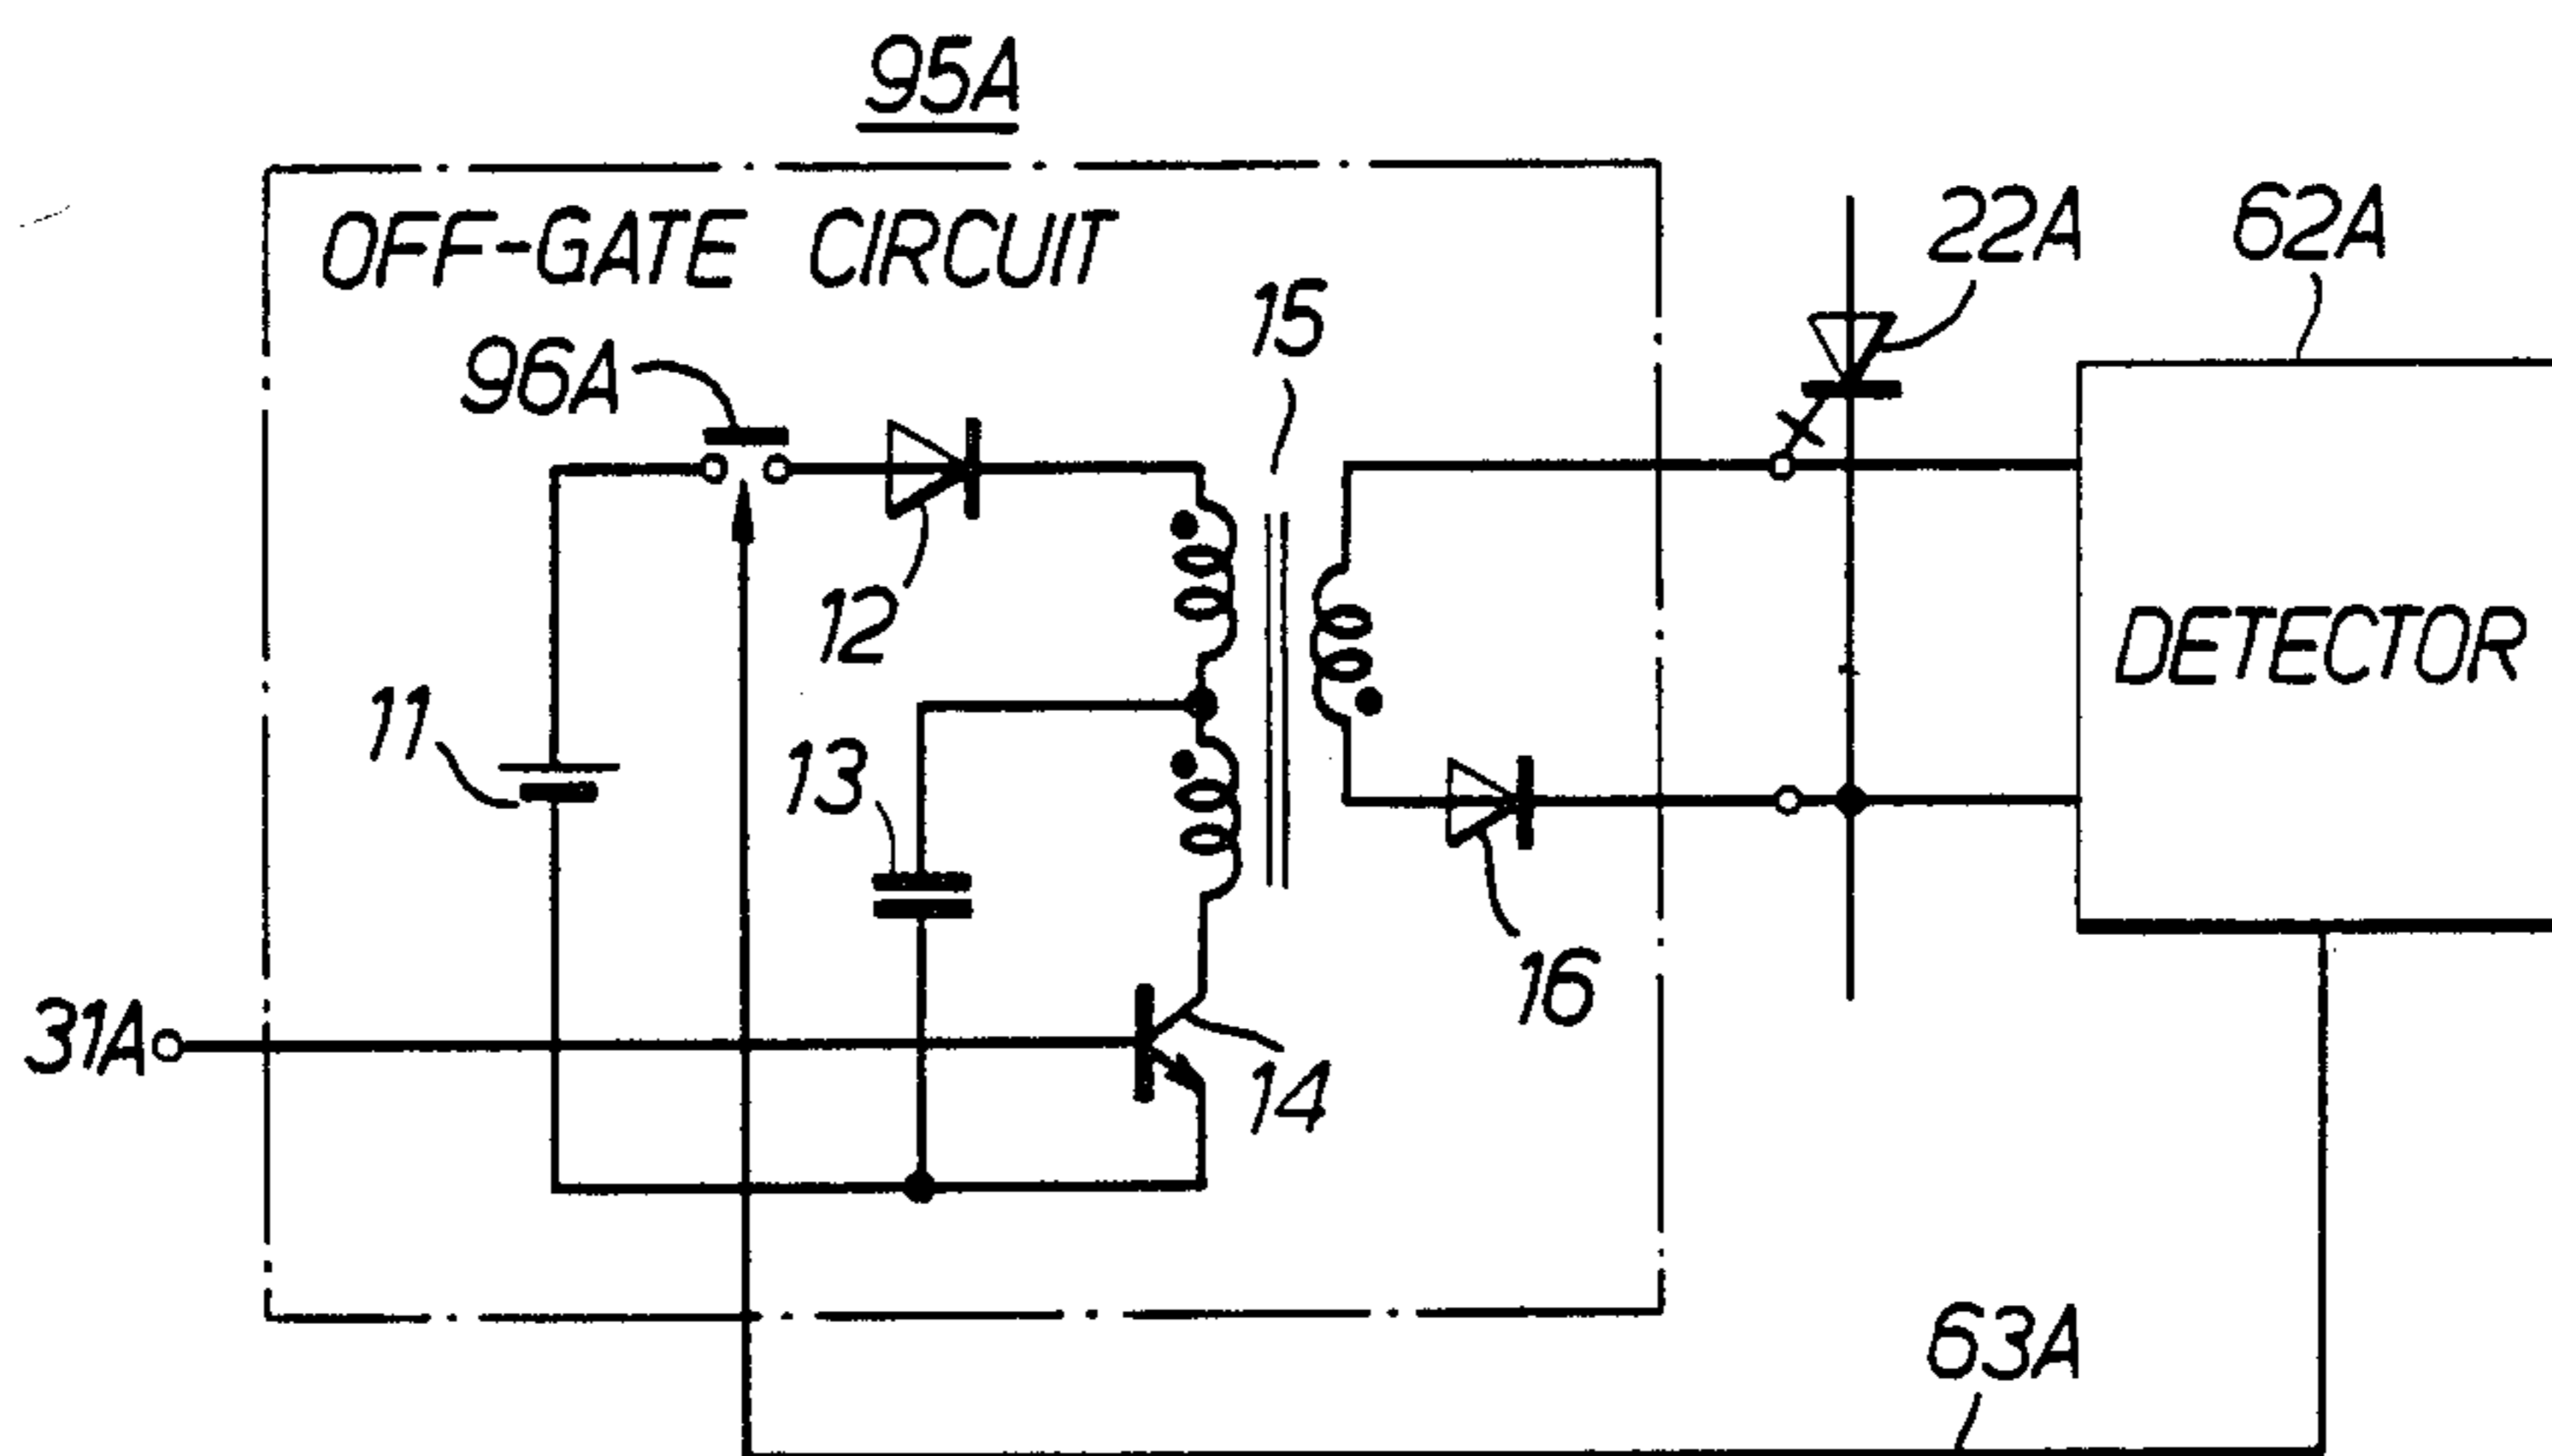 95A
OFF-GATE CIRCUIT
22A
62A
15
96A
12
DETECTOR
11
13
16
31A
14
63A